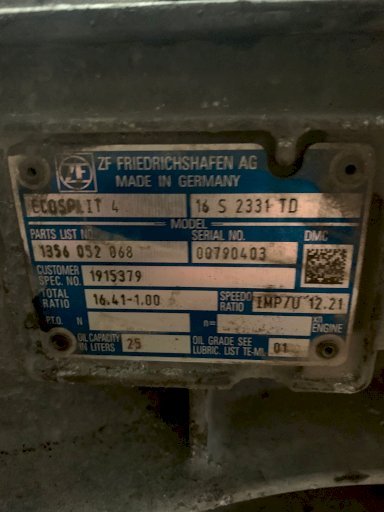 ZF FRIEDRICHSHAFEN AG
ZF MADE IN GERMANY
ECOSPLIT 4 16 S 2331 TD
MODEL
PARTS LIST NO. SERIAL NO. DMC
1356 052 068 00790403
CUSTOMER SPEC. NO. 1915379
TOTAL RATIO 16.41-1.00 SPEEDO RATIO IMP/U 12.21
P.T.O. N n= xn ENGINE
OIL CAPACITY IN LITERS 25 OIL GRADE SEE LUBRIC. LIST TE-ML 01